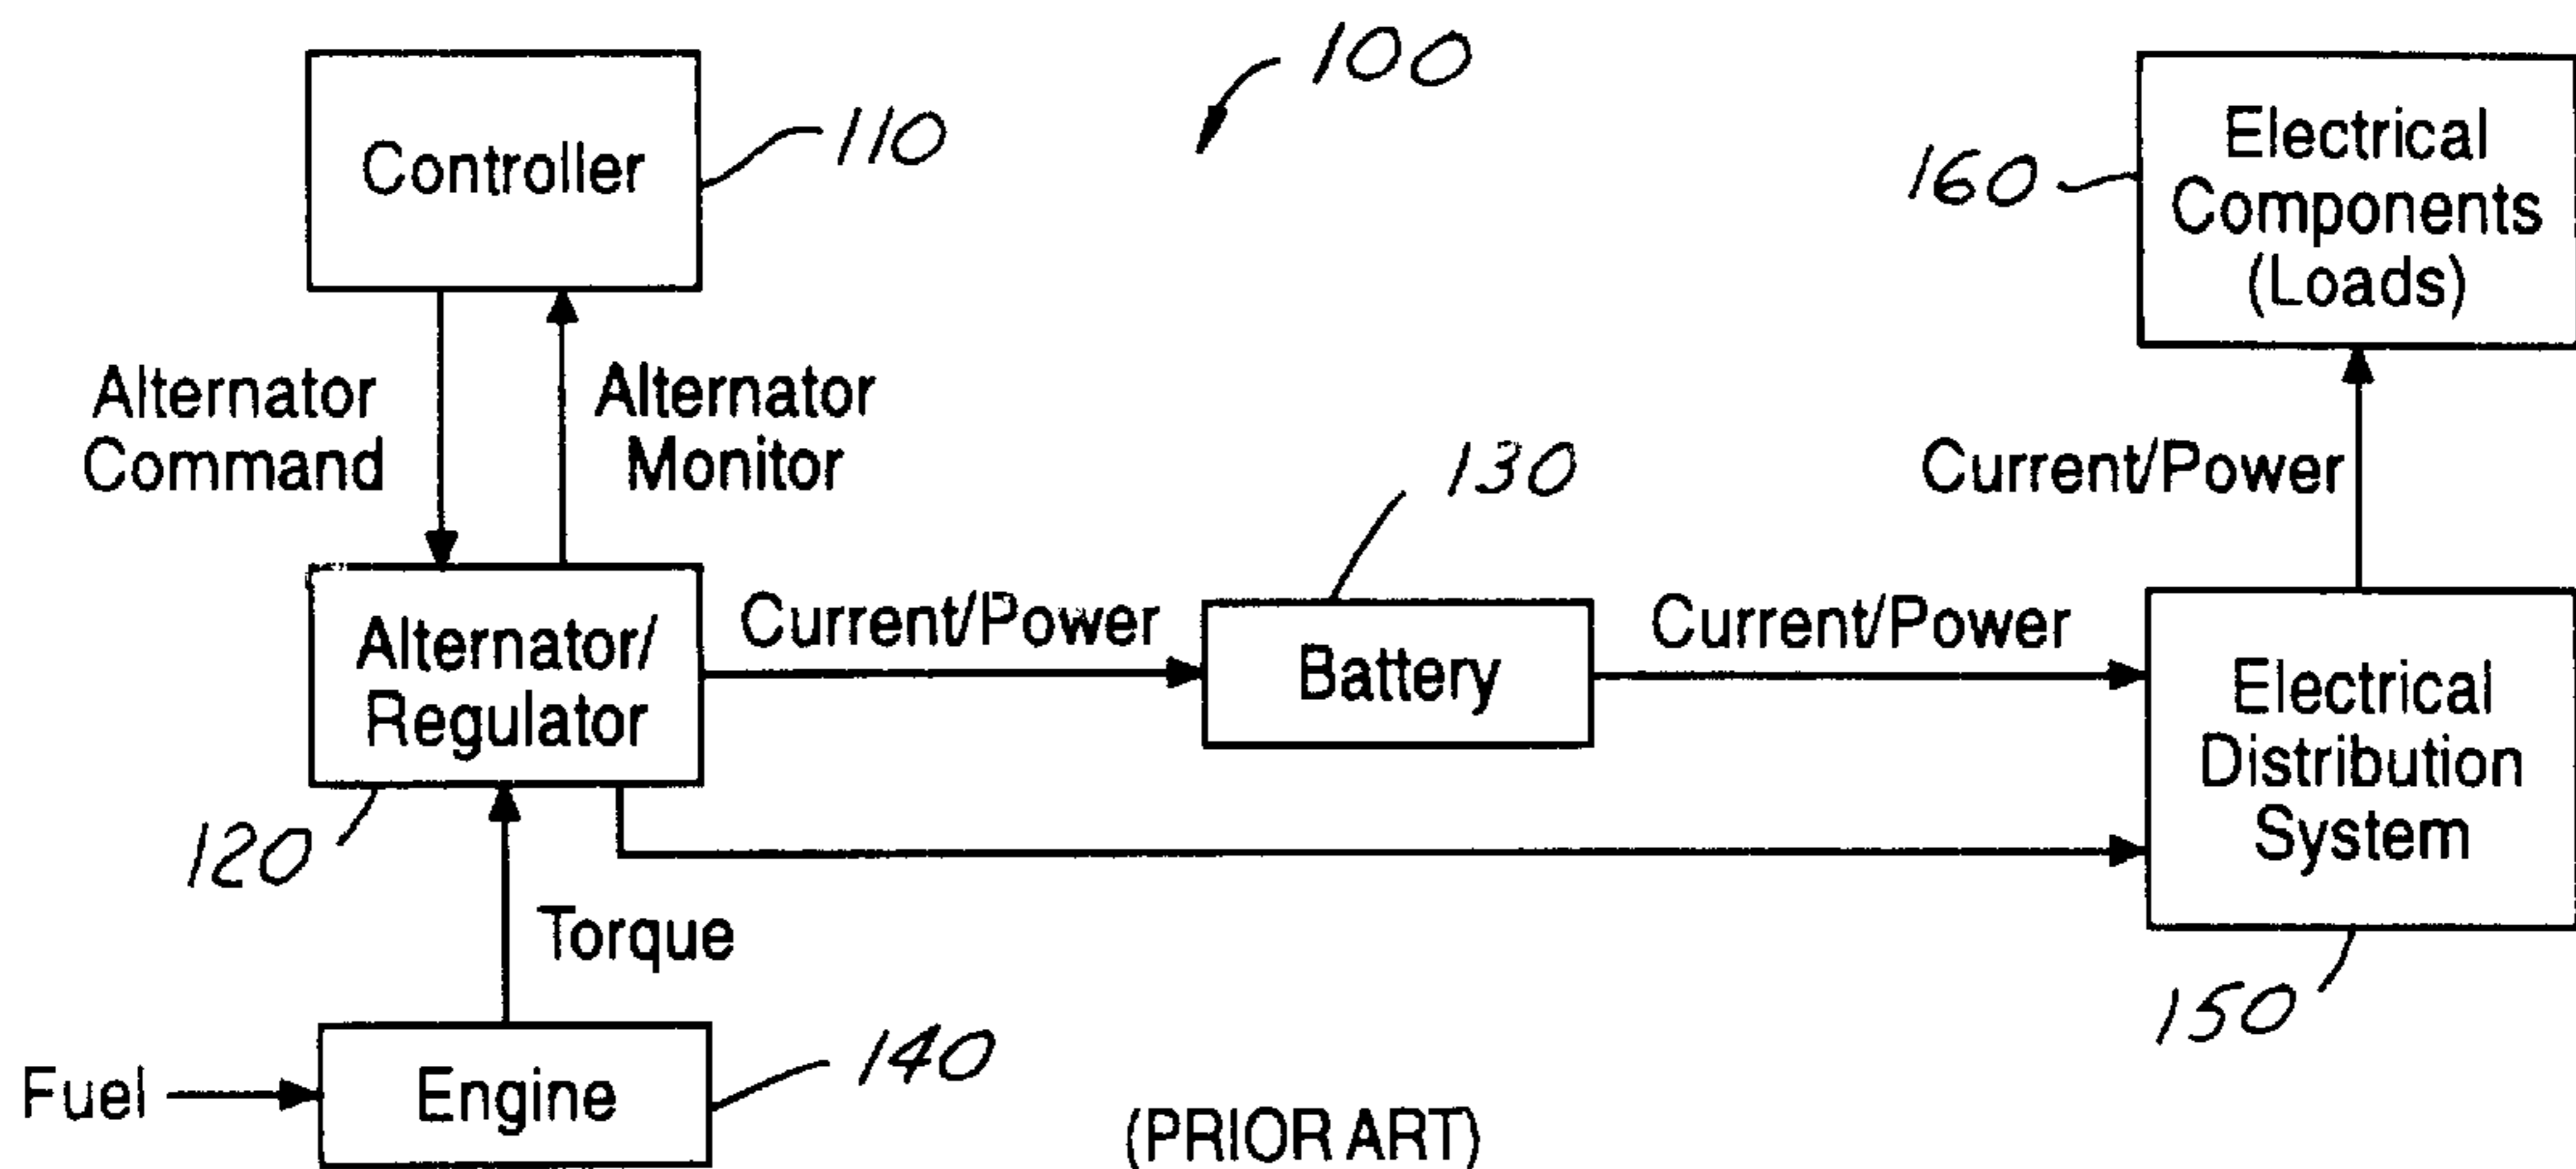 100
Controller
110
160
Electrical
Components
(Loads)
Alternator
Command
Alternator
Monitor
Current/Power
130
Alternator/
Regulator
Current/Power
Battery
Current/Power
Electrical
Distribution
System
120
Torque
150
Fuel
Engine
140
(PRIOR ART)